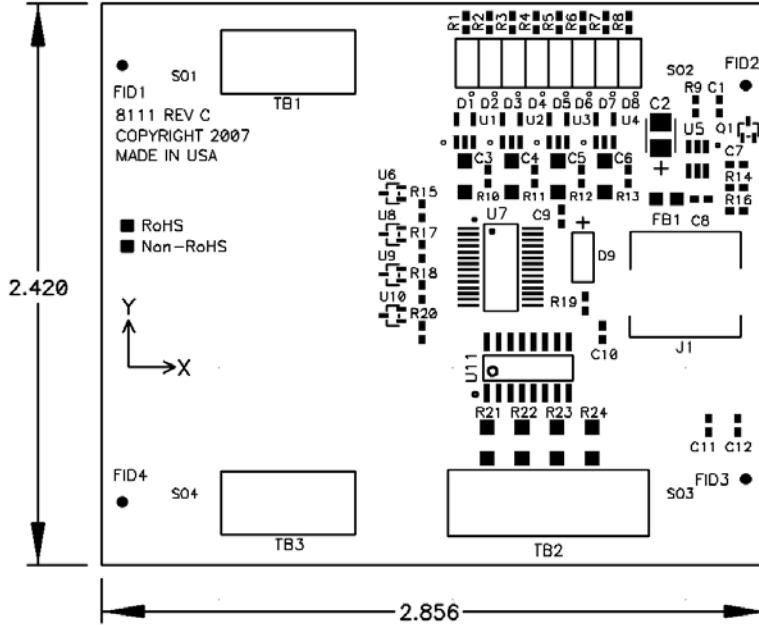 R1 R2 R3 R4 R5 R6 R7 R8
FID1
SO1
TB1
SO2
FID2
8111 REV C
COPYRIGHT 2007
MADE IN USA
D1 D2 D3 D4 D5 D6 D7 D8
U1 U2 U3 U4
C2
R9 C1
U5
Q1
C7
C3 C4 C5 C6
R14
R16
R10 R11 R12 R13
U6
R15
U8
R17
U9
R18
U10
R20
U7
C9
+
+
FB1
C8
D9
RoHS
Non-RoHS
2.420
Y
X
R19
C10
J1
U11
R21 R22 R23 R24
C11 C12
FID4
SO4
TB3
TB2
SO3
FID3
2.856